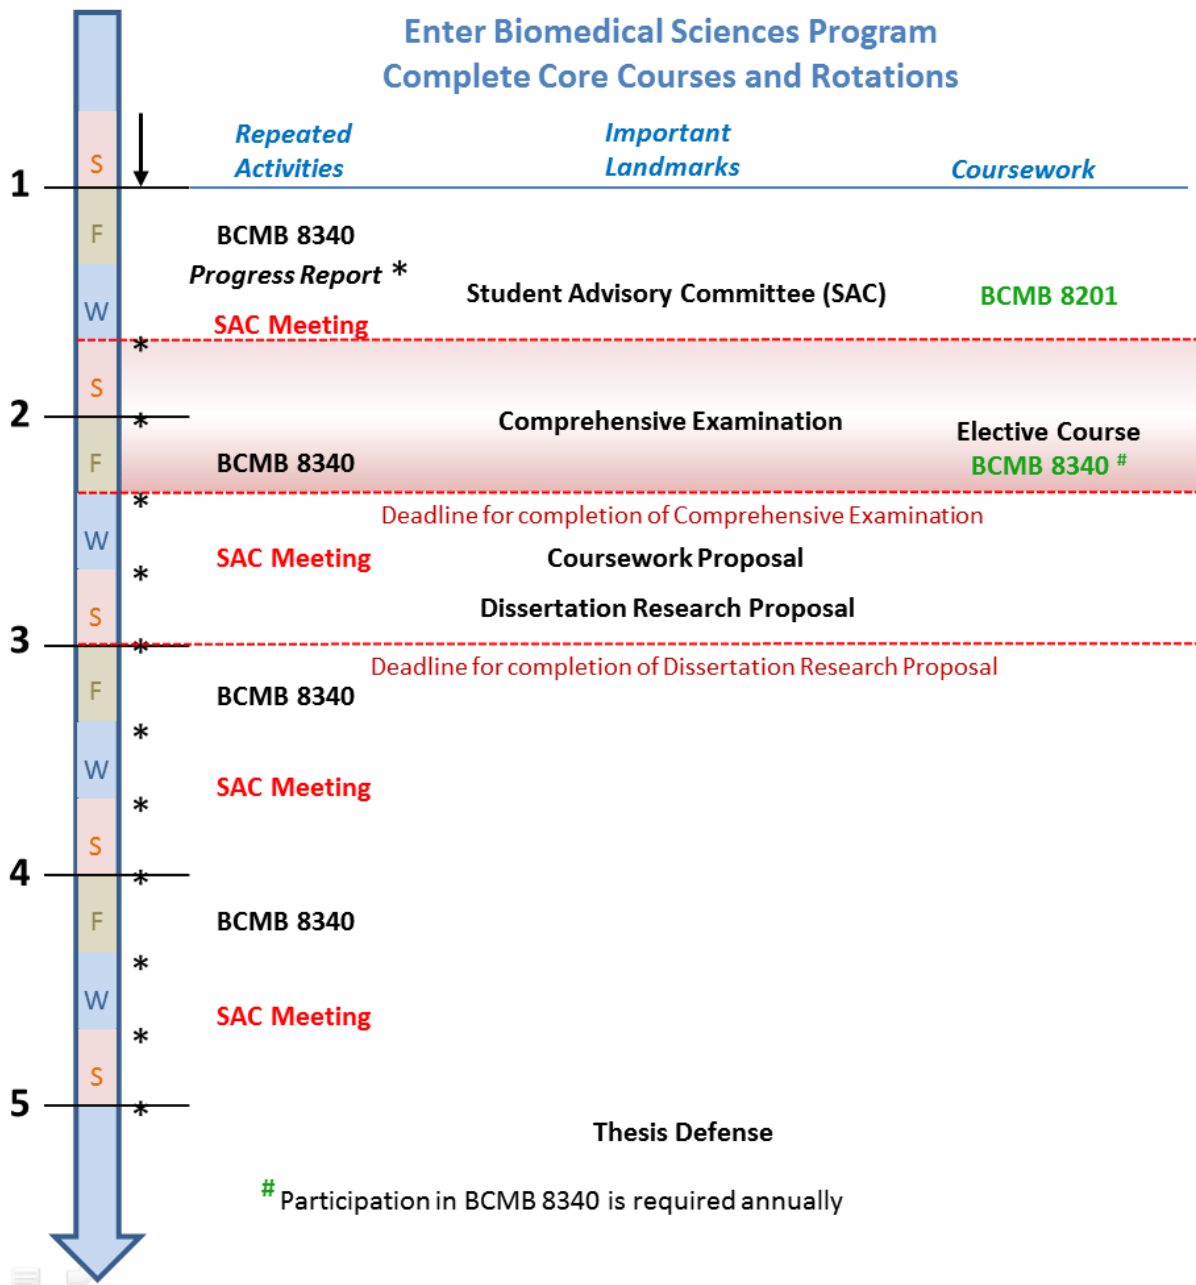 Enter Biomedical Sciences Program
Complete Core Courses and Rotations
Repeated
Activities
Important
Landmarks
Coursework
S
1
F
BCMB 8340
Progress Report *
Student Advisory Committee (SAC)
BCMB 8201
W
SAC Meeting
*
S
2
*
Comprehensive Examination
Elective Course
F
BCMB 8340
BCMB 8340 #
*
Deadline for completion of Comprehensive Examination
W
SAC Meeting
Coursework Proposal
*
S
Dissertation Research Proposal
3
*
Deadline for completion of Dissertation Research Proposal
F
BCMB 8340
*
W
SAC Meeting
*
S
4
*
F
BCMB 8340
*
W
SAC Meeting
*
S
5
*
Thesis Defense
# Participation in BCMB 8340 is required annually